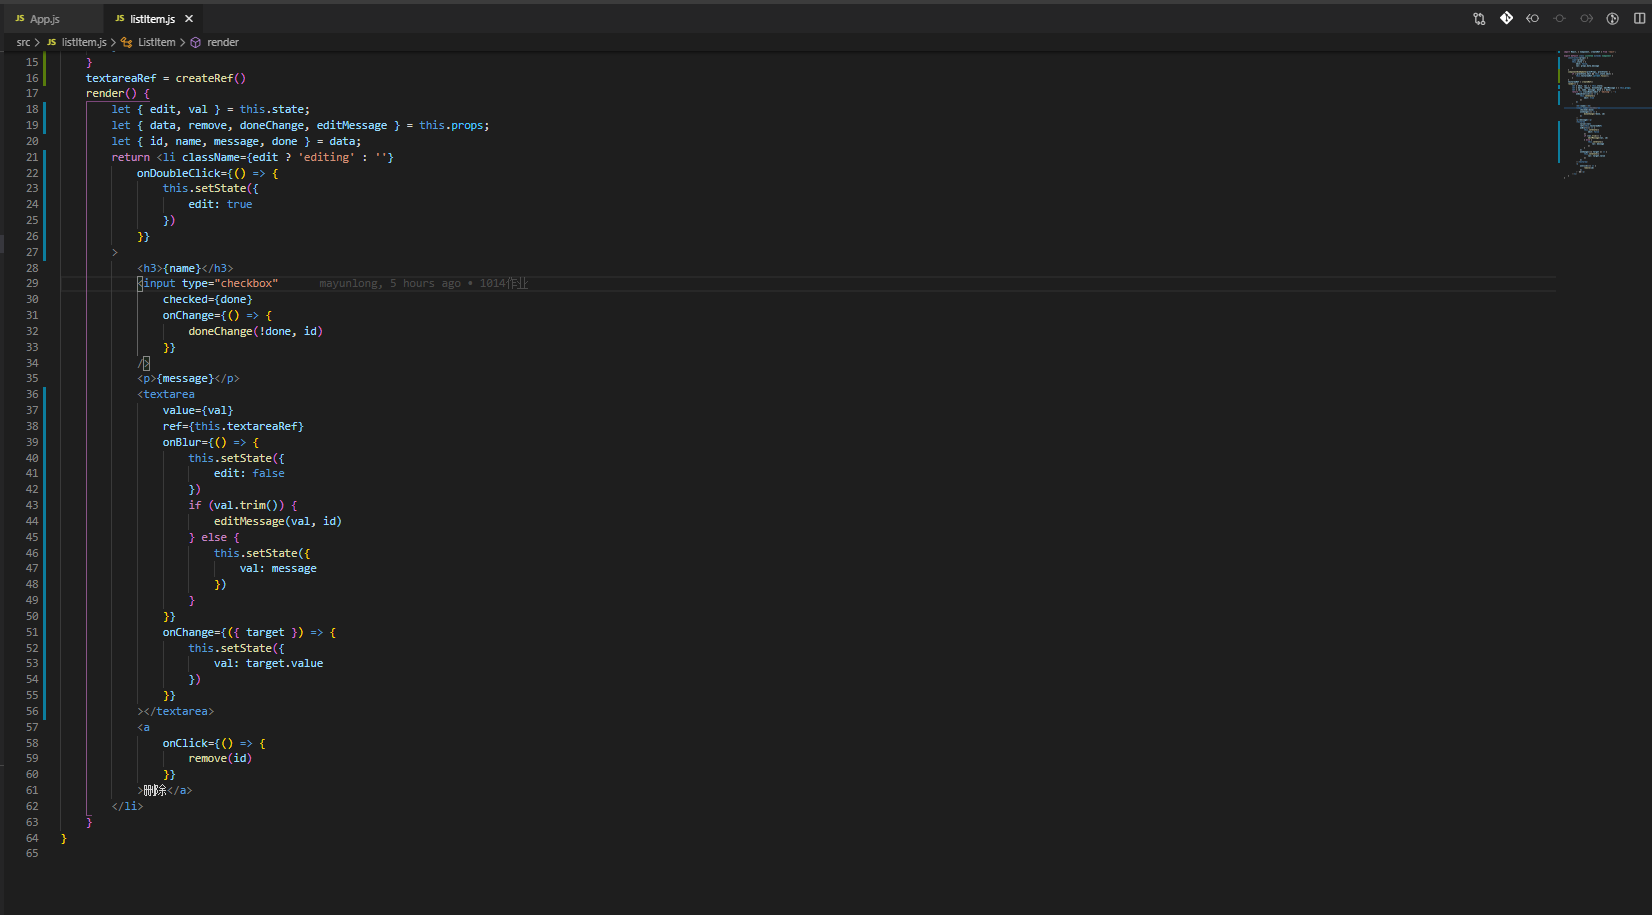 JS App.js
JS listItem.js ×
src > JS listItem.js > ListItem > render
15 }
16 textareaRef = createRef()
17 render() {
18 let { edit, val } = this.state;
19 let { data, remove, doneChange, editMessage } = this.props;
20 let { id, name, message, done } = data;
21 return <li className={edit ? 'editing' : ''}
22 onDoubleClick={() => {
23 this.setState({
24 edit: true
25 })
26 }}
27 >
28 <h3>{name}</h3>
29 <input type="checkbox" mayunlong, 5 hours ago • 1014作业
30 checked={done}
31 onChange={() => {
32 doneChange(!done, id)
33 }}
34 />
35 <p>{message}</p>
36 <textarea
37 value={val}
38 ref={this.textareaRef}
39 onBlur={() => {
40 this.setState({
41 edit: false
42 })
43 if (val.trim()) {
44 editMessage(val, id)
45 } else {
46 this.setState({
47 val: message
48 })
49 }
50 }}
51 onChange={({ target }) => {
52 this.setState({
53 val: target.value
54 })
55 }}
56 ></textarea>
57 <a
58 onClick={() => {
59 remove(id)
60 }}
61 >删除</a>
62 </li>
63 }
64 }
65